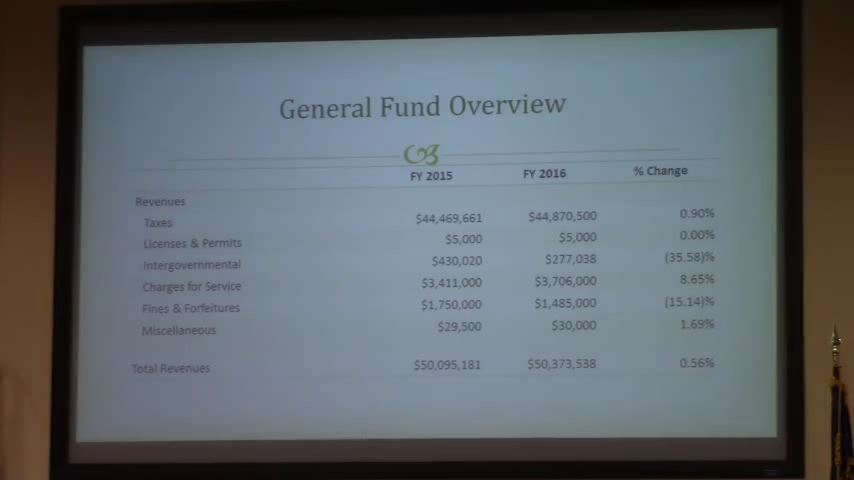 General Fund Overview
FY 2015 FY 2016 % Change
Revenues
Taxes $44,469,661 $44,870,500 0.90%
Licenses & Permits $5,000 $5,000 0.00%
Intergovernmental $430,020 $277,038 (35.58)%
Charges for Service $3,411,000 $3,706,000 8.65%
Fines & Forfeitures $1,750,000 $1,485,000 (15.14)%
Miscellaneous $29,500 $30,000 1.69%
Total Revenues $50,095,181 $50,373,538 0.56%